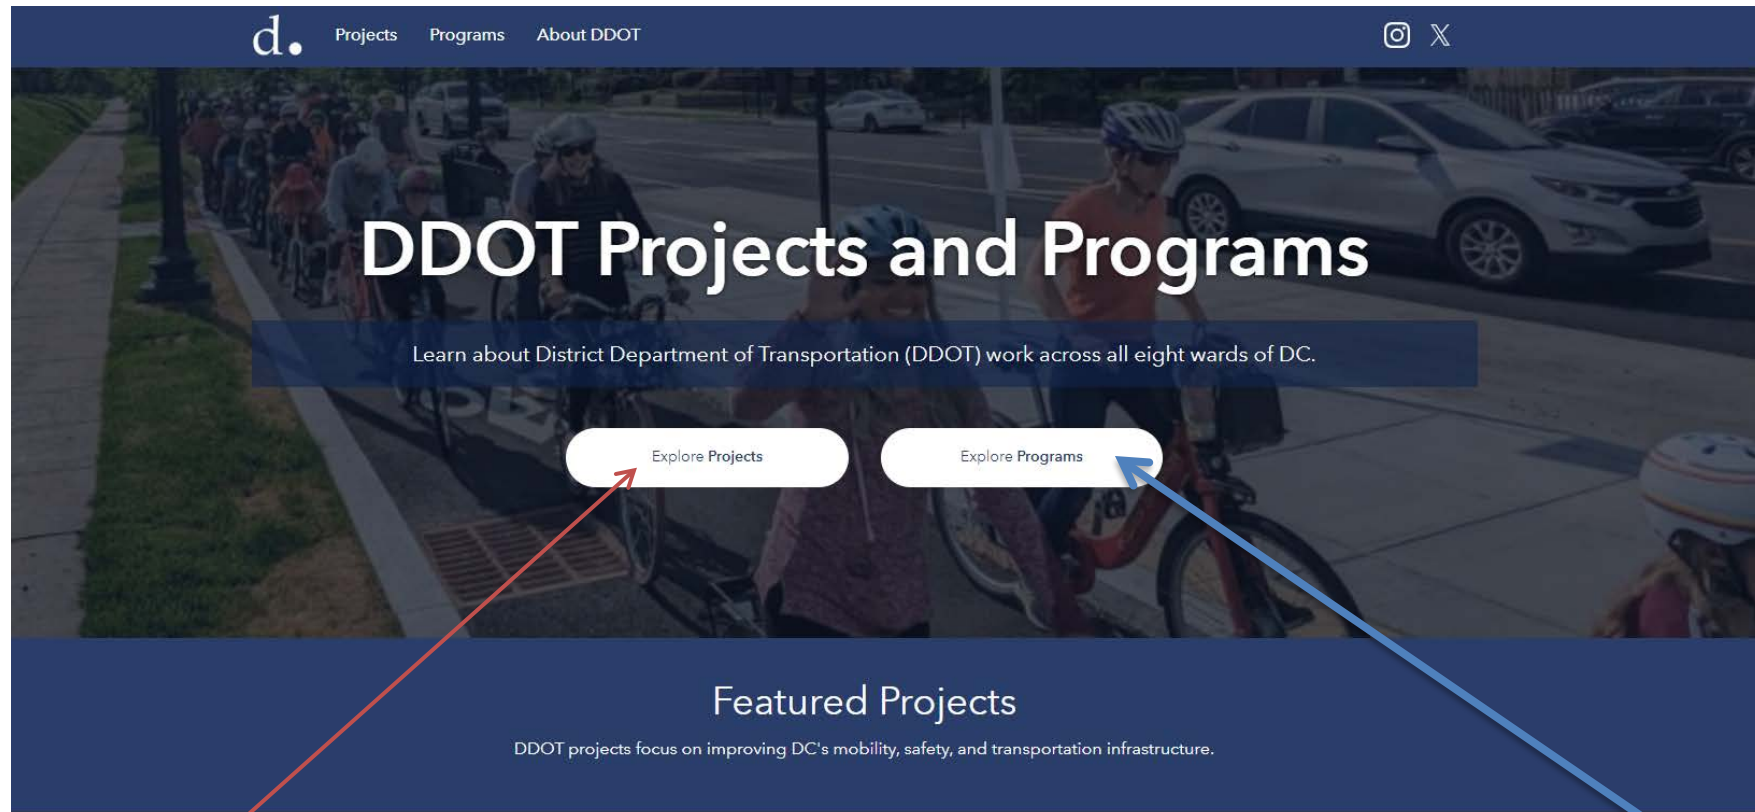 d.
Projects
Programs
About DDOT
DDOT Projects and Programs
Learn about District Department of Transportation (DDOT) work across all eight wards of DC.
Explore Projects
Explore Programs
Featured Projects
DDOT projects focus on improving DC's mobility, safety, and transportation infrastructure.